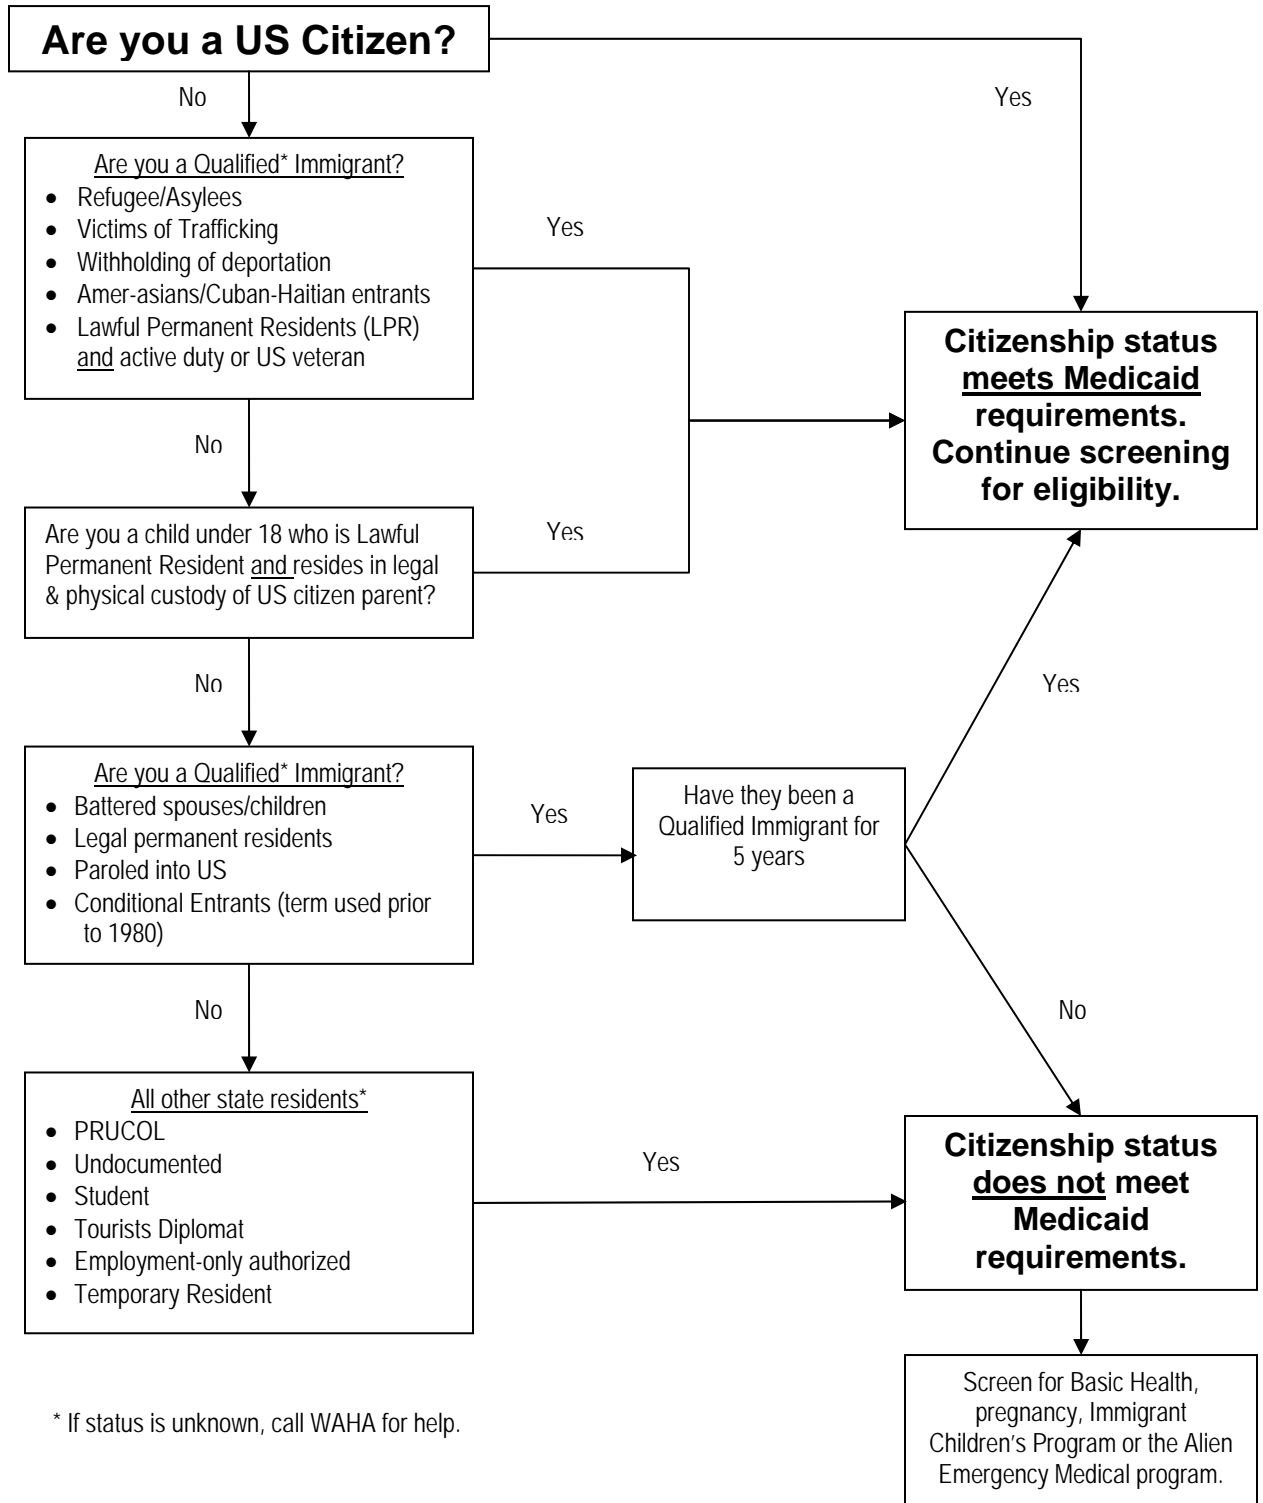 Are you a US Citizen?
No
Yes
Are you a Qualified* Immigrant?
• Refugee/Asylees
• Victims of Trafficking
• Withholding of deportation
• Amer-asians/Cuban-Haitian entrants
• Lawful Permanent Residents (LPR)
and active duty or US veteran
Yes
Citizenship status
meets Medicaid
requirements.
Continue screening
for eligibility.
No
Are you a child under 18 who is Lawful
Permanent Resident and resides in legal
& physical custody of US citizen parent?
Yes
No
Yes
Are you a Qualified* Immigrant?
• Battered spouses/children
• Legal permanent residents
• Paroled into US
• Conditional Entrants (term used prior
to 1980)
Yes
Have they been a
Qualified Immigrant for
5 years
No
No
All other state residents*
• PRUCOL
• Undocumented
• Student
• Tourists Diplomat
• Employment-only authorized
• Temporary Resident
Yes
Citizenship status
does not meet
Medicaid
requirements.
Screen for Basic Health,
pregnancy, Immigrant
Children's Program or the Alien
Emergency Medical program.
* If status is unknown, call WAHA for help.